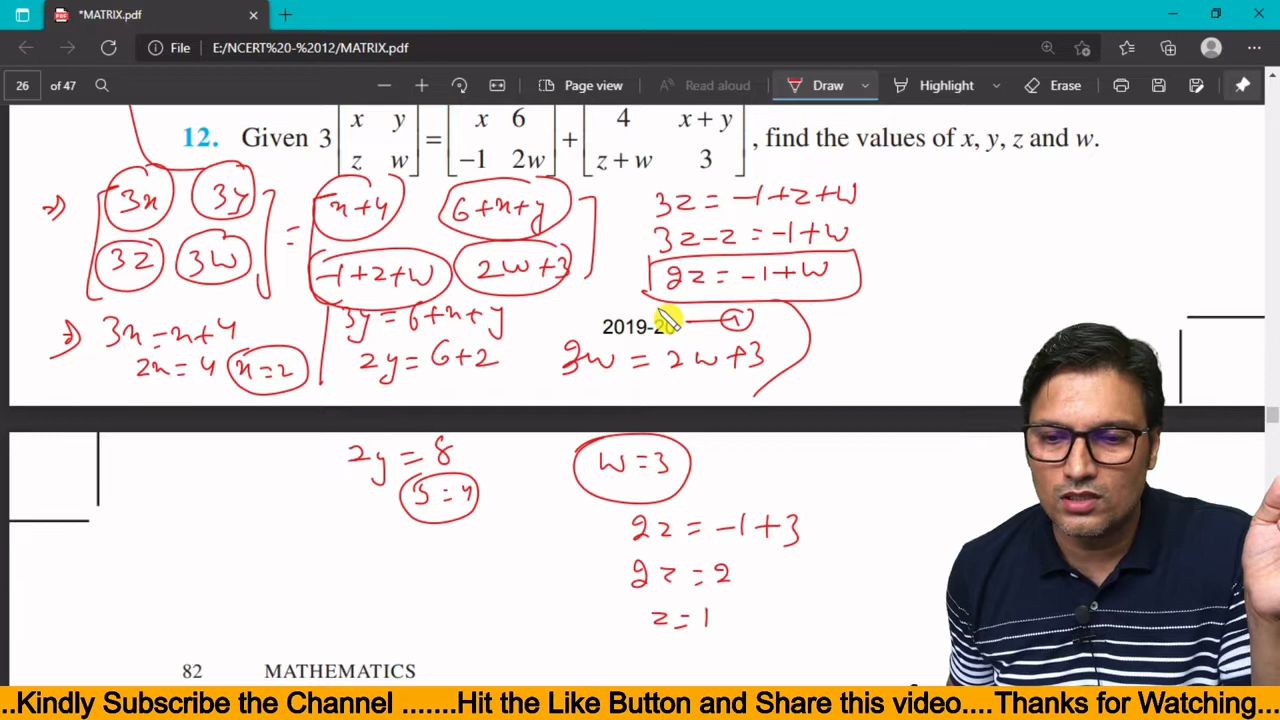 *MATRIX.pdf
File E:/NCERT%20-%2012/MATRIX.pdf
26 of 47 Page view Read aloud Draw Highlight Erase
12. Given 3 [x y = [x 6 + [4 x + y , find the values of x, y, z and w.
z w] −1 2w] z + w 3]
⇒) [3x 3y = [x+4 6+x+y
3z 3w] -1+z+w 2w+3]
3z = -1+z+w
3z-z = -1+w
2z = -1+w
⇒) 3x = x+4
2x = 4 x=2
3y = 6+x+y
2y = 6+2
2019-20 — 1
3w = 2w+3
2y = 8
y = 4
w = 3
2z = -1+3
2z = 2
z = 1
82 MATHEMATICS
..Kindly Subscribe the Channel .......Hit the Like Button and Share this video....Thanks for Watching...